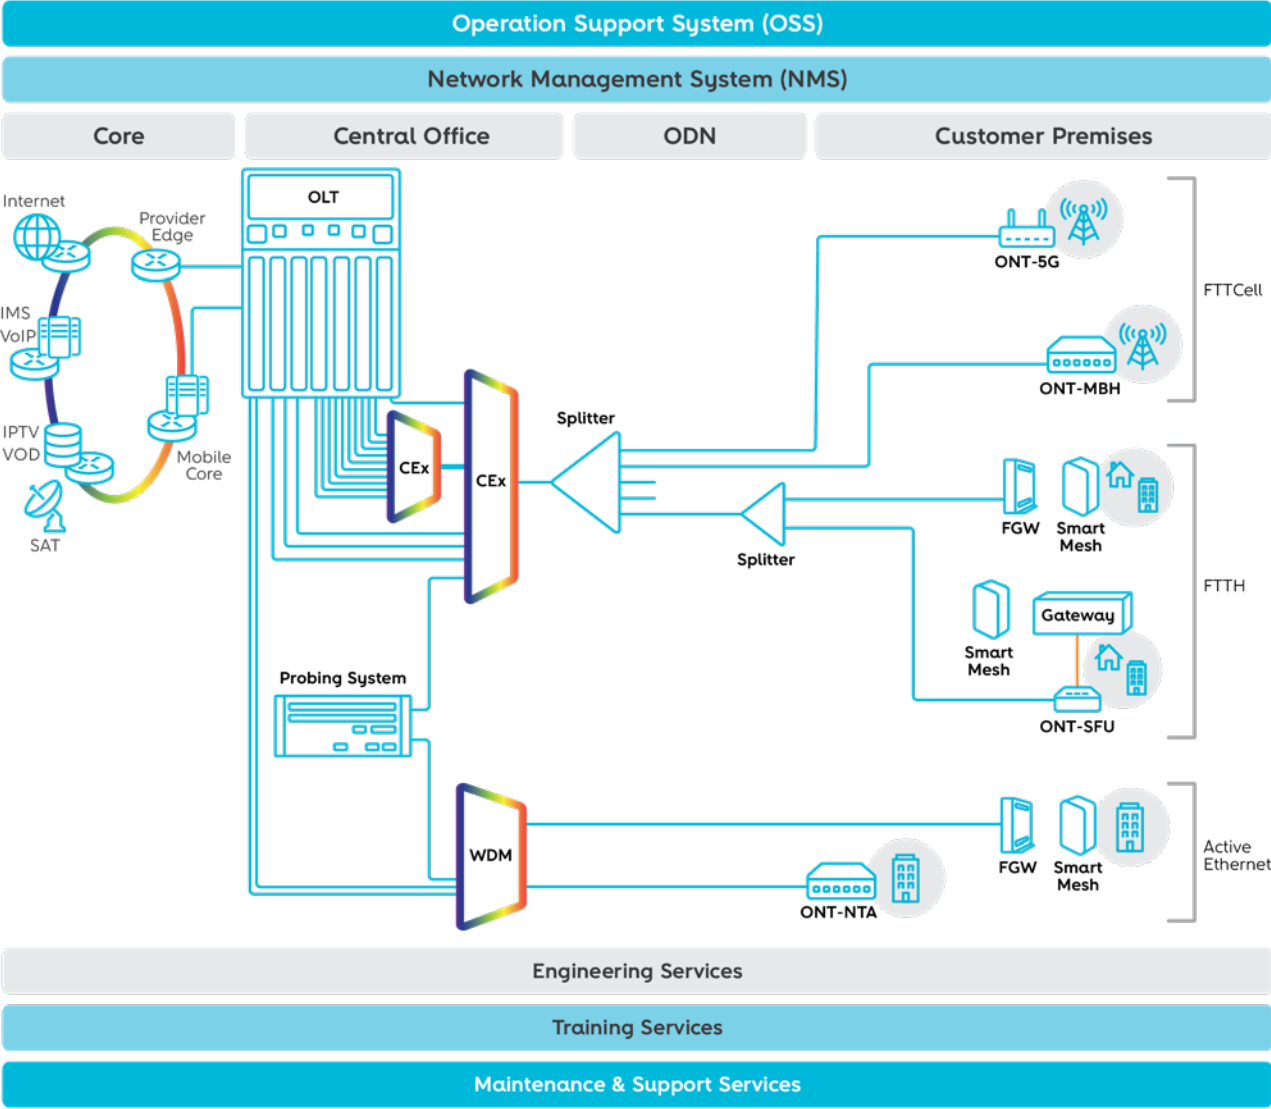 Operation Support System (OSS)
Network Management System (NMS)
Core
Central Office
ODN
Customer Premises
Internet
Provider
Edge
IMS
VoIP
IPTV
VOD
Mobile
Core
SAT
OLT
CEx
CEx
Splitter
Splitter
Probing System
WDM
ONT-5G
ONT-MBH
FTTCell
FGW
Smart
Mesh
Smart
Mesh
Gateway
ONT-SFU
FTTH
FGW
Smart
Mesh
ONT-NTA
Active
Ethernet
Engineering Services
Training Services
Maintenance & Support Services